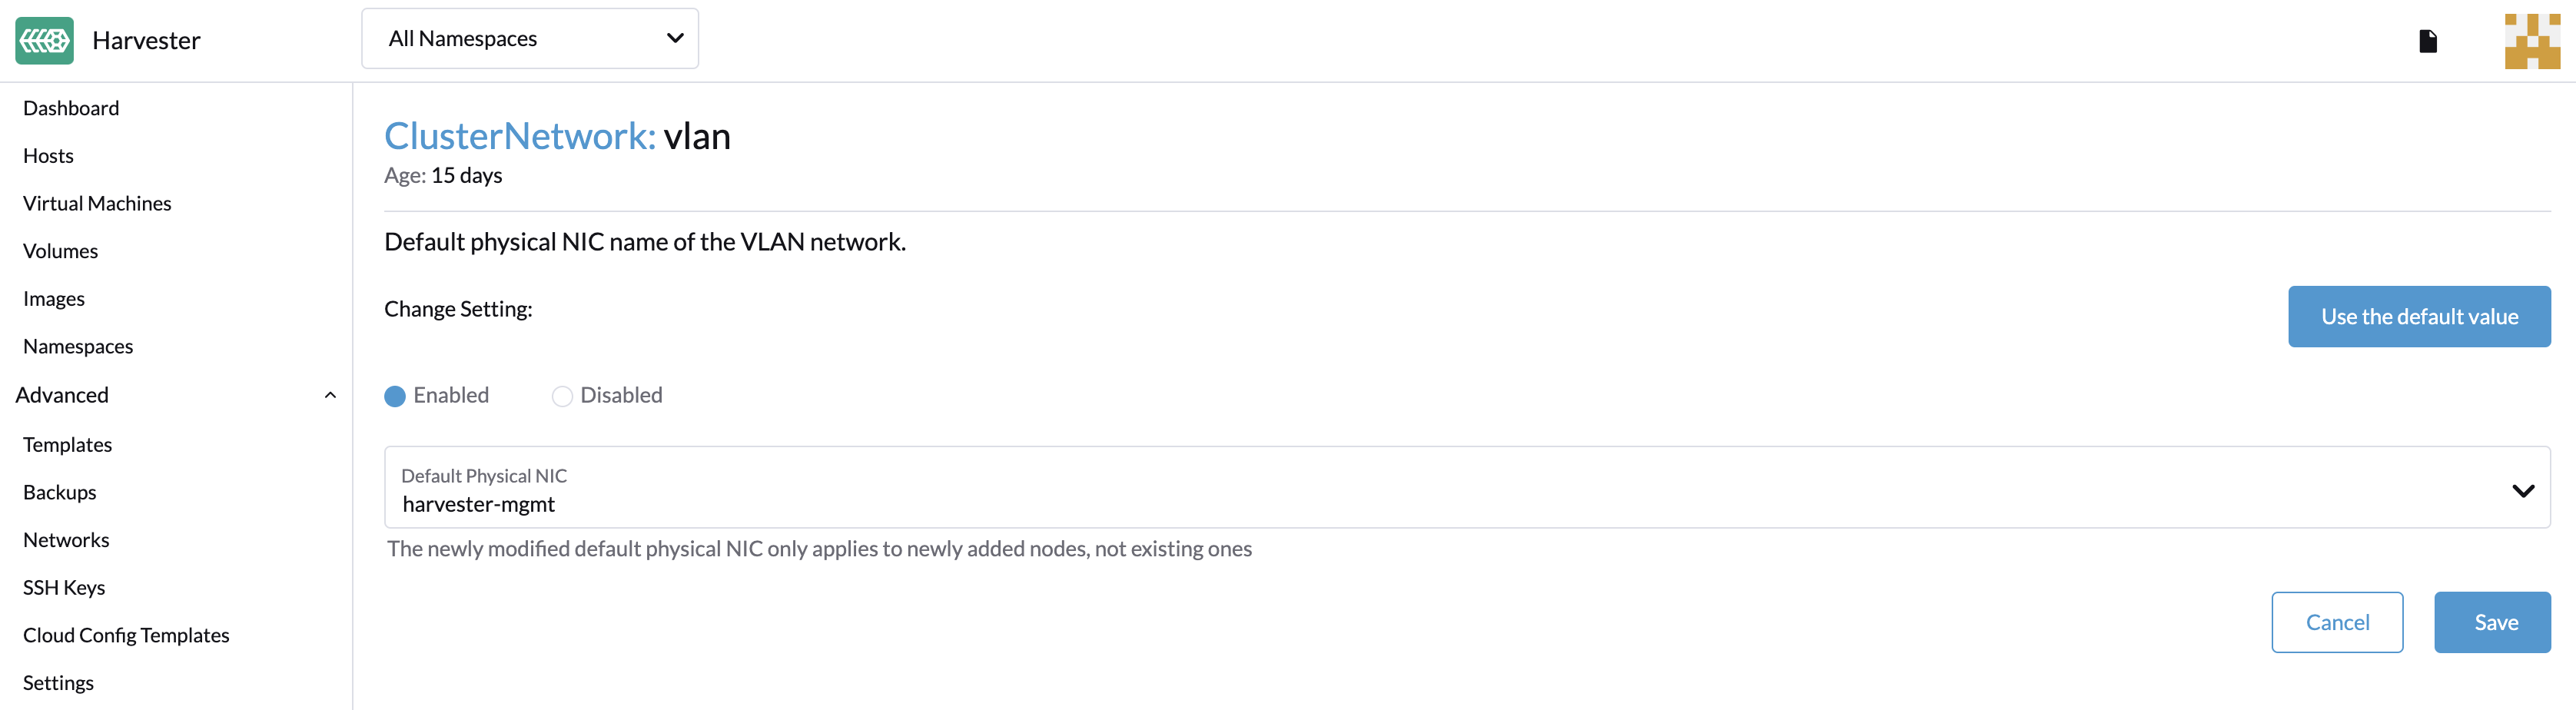 Harvester
All Namespaces
Dashboard
Hosts
Virtual Machines
Volumes
Images
Namespaces
Advanced
Templates
Backups
Networks
SSH Keys
Cloud Config Templates
Settings
ClusterNetwork: vlan
Age: 15 days
Default physical NIC name of the VLAN network.
Change Setting:
Use the default value
Enabled Disabled
Default Physical NIC
harvester-mgmt
The newly modified default physical NIC only applies to newly added nodes, not existing ones
Cancel Save